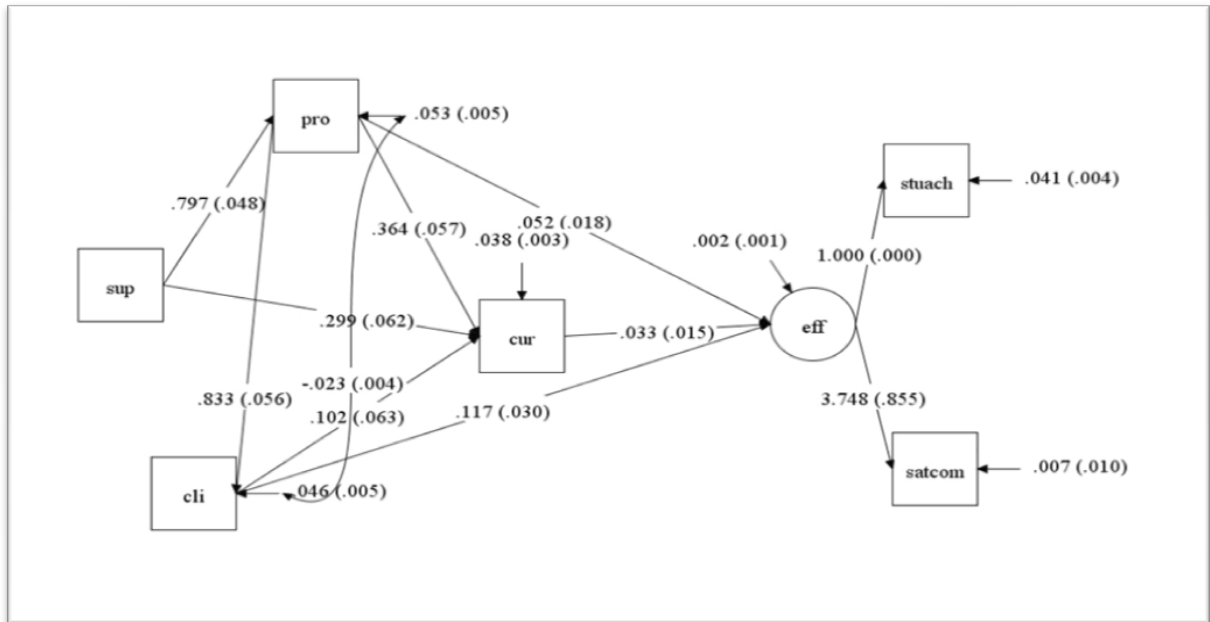 pro
.053 (.005)
stuach
.041 (.004)
.797 (.048)
.052 (.018)
.364 (.057)
.038 (.003)
.002 (.001)
1.000 (.000)
sup
.299 (.062)
cur
.033 (.015)
eff
-.023 (.004)
.833 (.056)
.102 (.063)
.117 (.030)
3.748 (.855)
satcom
.007 (.010)
cli
.046 (.005)